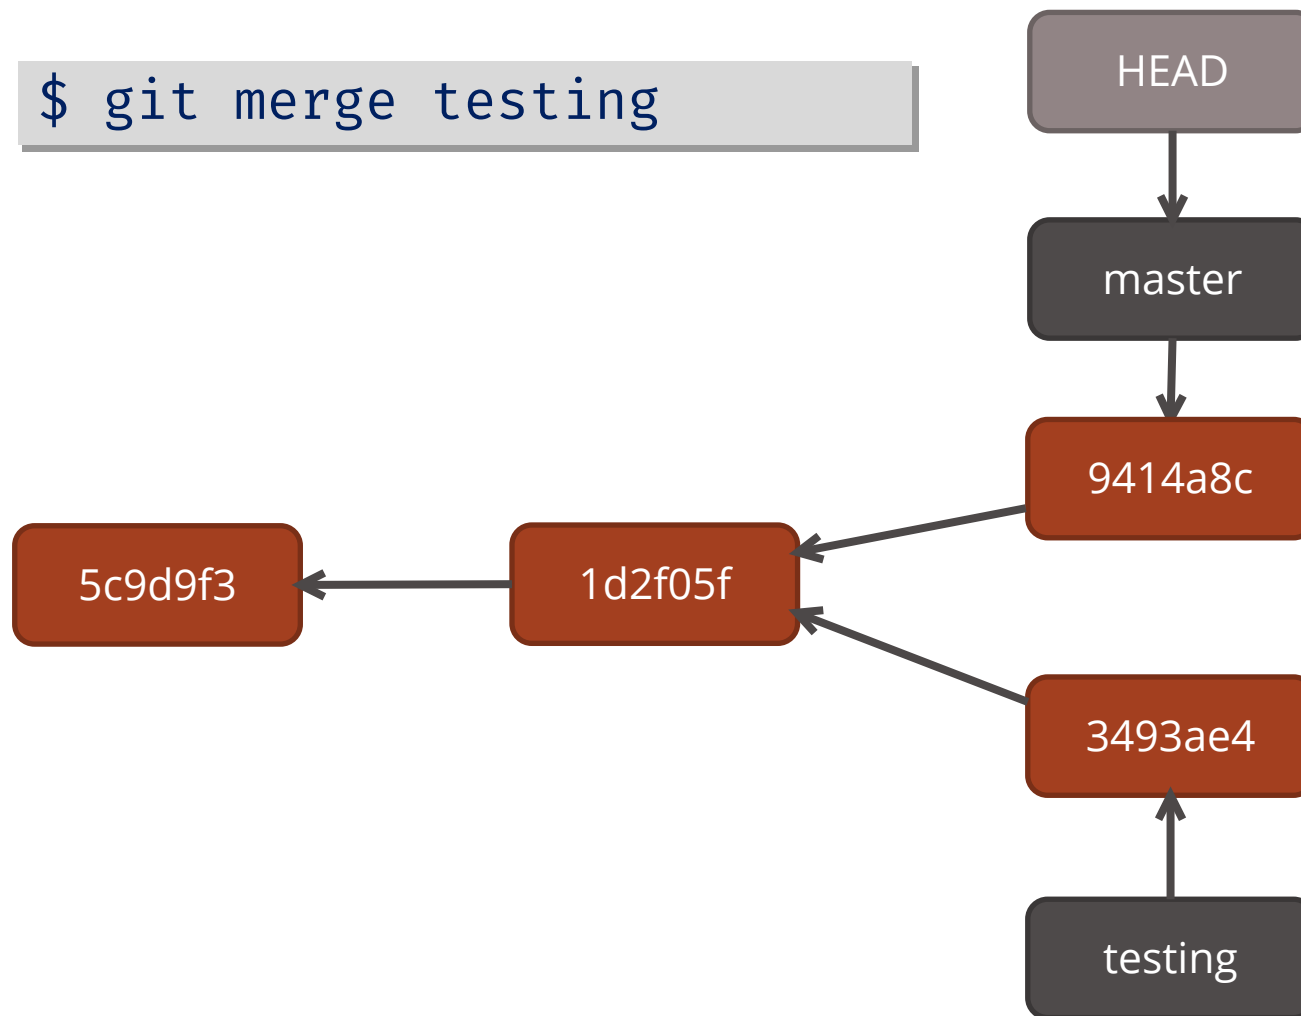 $ git merge testing
HEAD
master
9414a8c
5c9d9f3
1d2f05f
3493ae4
testing